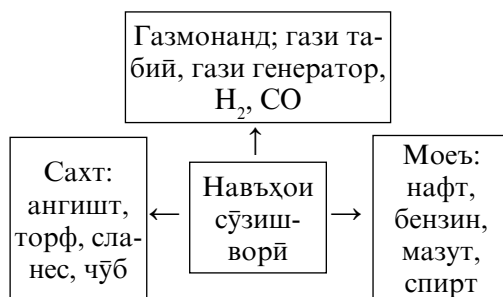 Газмонанд; гази та-
бий, гази генератор,
H₂, CO
Сахт:
ангишт,
торф, сла-
нес, чӯб
Навъҳои
сӯзиш-
ворӣ
Моеъ:
нафт,
бензин,
мазут,
спирт